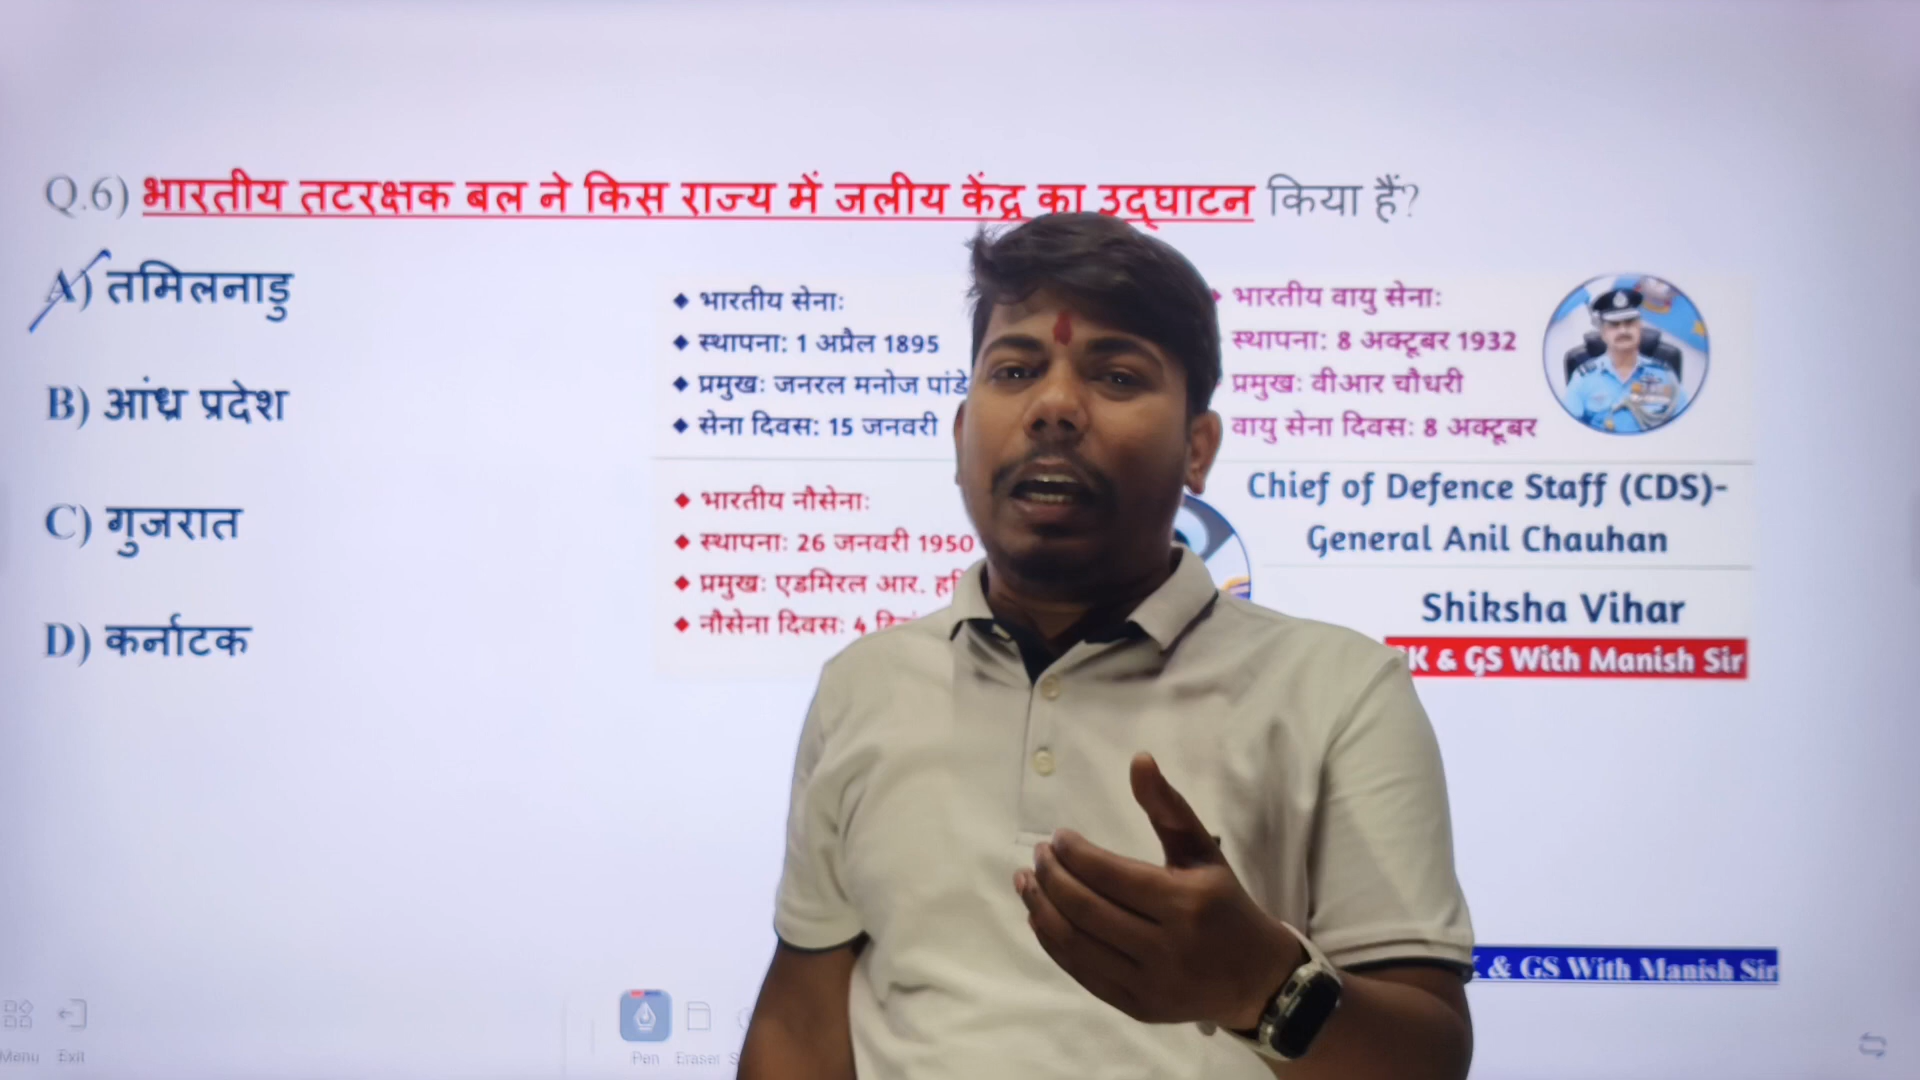 Q.6) भारतीय तटरक्षक बल ने किस राज्य में जलीय केंद्र का उद्घाटन किया हैं?
A) तमिलनाडु
B) आंध्र प्रदेश
C) गुजरात
D) कर्नाटक
◆ भारतीय सेना:
◆ स्थापना: 1 अप्रैल 1895
◆ प्रमुख: जनरल मनोज पांडे
◆ सेना दिवस: 15 जनवरी
भारतीय वायु सेना:
स्थापना: 8 अक्टूबर 1932
प्रमुख: वीआर चौधरी
वायु सेना दिवस: 8 अक्टूबर
◆ भारतीय नौसेना:
◆ स्थापना: 26 जनवरी 1950
◆ प्रमुख: एडमिरल आर.
◆ नौसेना दिवस: 4
Chief of Defence Staff (CDS)-
General Anil Chauhan
Shiksha Vihar
K & GS With Manish Sir
& GS With Manish Sir
Menu Exit
Pen Eraser